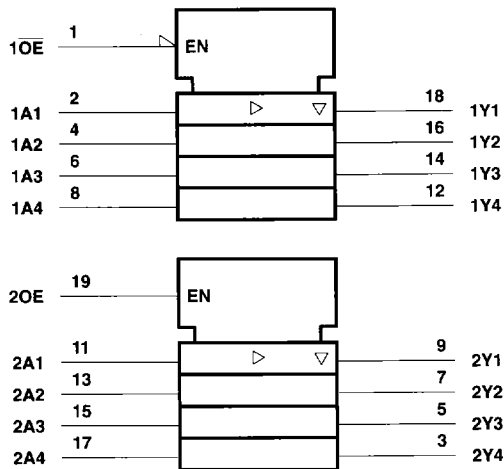 1O̅E̅ 1 EN
1A1 2 18 1Y1
1A2 4 16 1Y2
1A3 6 14 1Y3
1A4 8 12 1Y4
2OE 19 EN
2A1 11 9 2Y1
2A2 13 7 2Y2
2A3 15 5 2Y3
2A4 17 3 2Y4